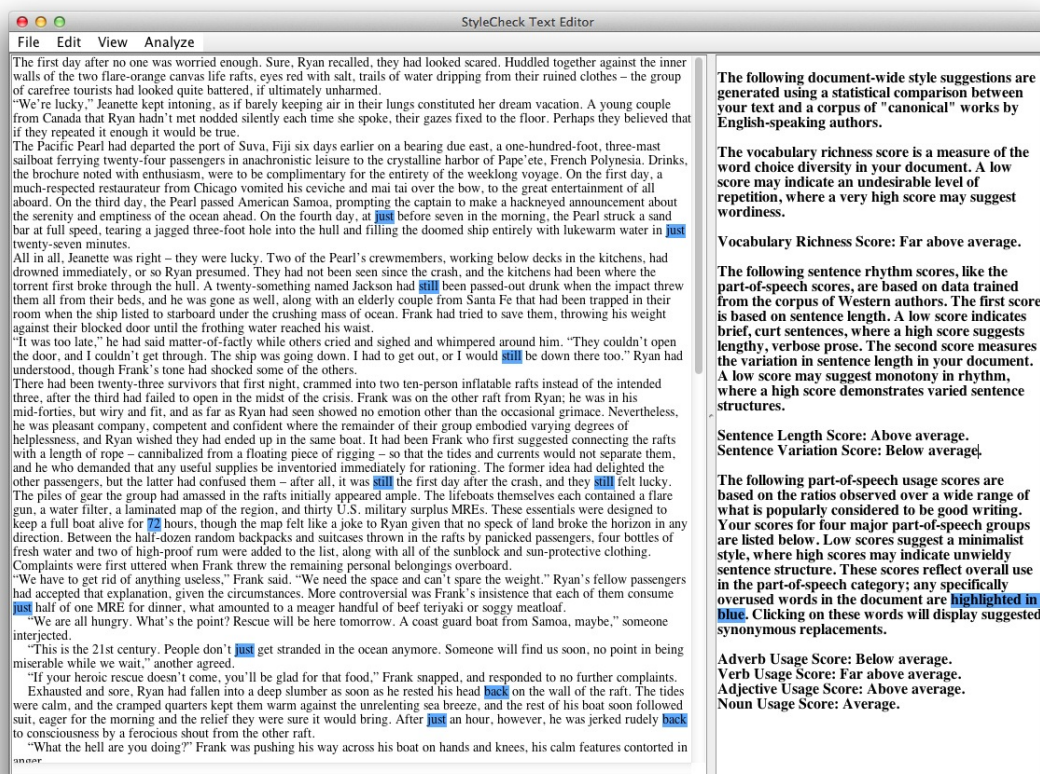 StyleCheck Text Editor
File Edit View Analyze
The first day after no one was worried enough. Sure, Ryan recalled, they had looked scared. Huddled together against the inner
walls of the two flare-orange canvas life rafts, eyes red with salt, trails of water dripping from their ruined clothes – the group
of carefree tourists had looked quite battered, if ultimately unharmed.
“We’re lucky,” Jeanette kept intoning, as if barely keeping air in their lungs constituted her dream vacation. A young couple
from Canada that Ryan hadn’t met nodded silently each time she spoke, their gazes fixed to the floor. Perhaps they believed that
if they repeated it enough it would be true.
The Pacific Pearl had departed the port of Suva, Fiji six days earlier on a bearing due east, a one-hundred-foot, three-mast
sailboat ferrying twenty-four passengers in anachronistic leisure to the crystalline harbor of Pape’ete, French Polynesia. Drinks,
the brochure noted with enthusiasm, were to be complimentary for the entirety of the weeklong voyage. On the first day, a
much-respected restaurateur from Chicago vomited his ceviche and mai tai over the bow, to the great entertainment of all
aboard. On the third day, the Pearl passed American Samoa, prompting the captain to make a hackneyed announcement about
the serenity and emptiness of the ocean ahead. On the fourth day, at just before seven in the morning, the Pearl struck a sand
bar at full speed, tearing a jagged three-foot hole into the hull and filling the doomed ship entirely with lukewarm water in just
twenty-seven minutes.
All in all, Jeanette was right – they were lucky. Two of the Pearl’s crewmembers, working below decks in the kitchens, had
drowned immediately, or so Ryan presumed. They had not been seen since the crash, and the kitchens had been where the
torrent first broke through the hull. A twenty-something named Jackson had still been passed-out drunk when the impact threw
them all from their beds, and he was gone as well, along with an elderly couple from Santa Fe that had been trapped in their
room when the ship listed to starboard under the crushing mass of ocean. Frank had tried to save them, throwing his weight
against their blocked door until the frothing water reached his waist.
“It was too late,” he had said matter-of-factly while others cried and sighed and whimpered around him. “They couldn’t open
the door, and I couldn’t get through. The ship was going down. I had to get out, or I would still be down there too.” Ryan had
understood, though Frank’s tone had shocked some of the others.
There had been twenty-three survivors that first night, crammed into two ten-person inflatable rafts instead of the intended
three, after the third had failed to open in the midst of the crisis. Frank was on the other raft from Ryan; he was in his
mid-forties, but wiry and fit, and as far as Ryan had seen showed no emotion other than the occasional grimace. Nevertheless,
he was pleasant company, competent and confident where the remainder of their group embodied varying degrees of
helplessness, and Ryan wished they had ended up in the same boat. It had been Frank who first suggested connecting the rafts
with a length of rope – cannibalized from a floating piece of rigging – so that the tides and currents would not separate them,
and he who demanded that any useful supplies be inventoried immediately for rationing. The former idea had delighted the
other passengers, but the latter had confused them – after all, it was still the first day after the crash, and they still felt lucky.
The piles of gear the group had amassed in the rafts initially appeared ample. The lifeboats themselves each contained a flare
gun, a water filter, a laminated map of the region, and thirty U.S. military surplus MREs. These essentials were designed to
keep a full boat alive for 72 hours, though the map felt like a joke to Ryan given that no speck of land broke the horizon in any
direction. Between the half-dozen random backpacks and suitcases thrown in the rafts by panicked passengers, four bottles of
fresh water and two of high-proof rum were added to the list, along with all of the sunblock and sun-protective clothing.
Complaints were first uttered when Frank threw the remaining personal belongings overboard.
“We have to get rid of anything useless,” Frank said. “We need the space and can’t spare the weight.” Ryan’s fellow passengers
had accepted that explanation, given the circumstances. More controversial was Frank’s insistence that each of them consume
just half of one MRE for dinner, what amounted to a meager handful of beef teriyaki or soggy meatloaf.
“We are all hungry. What’s the point? Rescue will be here tomorrow. A coast guard boat from Samoa, maybe,” someone
interjected.
“This is the 21st century. People don’t just get stranded in the ocean anymore. Someone will find us soon, no point in being
miserable while we wait,” another agreed.
“If your heroic rescue doesn’t come, you’ll be glad for that food,” Frank snapped, and responded to no further complaints.
Exhausted and sore, Ryan had fallen into a deep slumber as soon as he rested his head back on the wall of the raft. The tides
were calm, and the cramped quarters kept them warm against the unrelenting sea breeze, and the rest of his boat soon followed
suit, eager for the morning and the relief they were sure it would bring. After just an hour, however, he was jerked rudely back
to consciousness by a ferocious shout from the other raft.
“What the hell are you doing?” Frank was pushing his way across his boat on hands and knees, his calm features contorted in
anger.
The following document-wide style suggestions are
generated using a statistical comparison between
your text and a corpus of "canonical" works by
English-speaking authors.
The vocabulary richness score is a measure of the
word choice diversity in your document. A low
score may indicate an undesirable level of
repetition, where a very high score may suggest
wordiness.
Vocabulary Richness Score: Far above average.
The following sentence rhythm scores, like the
part-of-speech scores, are based on data trained
from the corpus of Western authors. The first score
is based on sentence length. A low score indicates
brief, curt sentences, where a high score suggests
lengthy, verbose prose. The second score measures
the variation in sentence length in your document.
A low score may suggest monotony in rhythm,
where a high score demonstrates varied sentence
structures.
Sentence Length Score: Above average.
Sentence Variation Score: Below average.
The following part-of-speech usage scores are
based on the ratios observed over a wide range of
what is popularly considered to be good writing.
Your scores for four major part-of-speech groups
are listed below. Low scores suggest a minimalist
style, where high scores may indicate unwieldy
sentence structure. These scores reflect overall use
in the part-of-speech category; any specifically
overused words in the document are highlighted in
blue. Clicking on these words will display suggested
synonymous replacements.
Adverb Usage Score: Below average.
Verb Usage Score: Far above average.
Adjective Usage Score: Above average.
Noun Usage Score: Average.